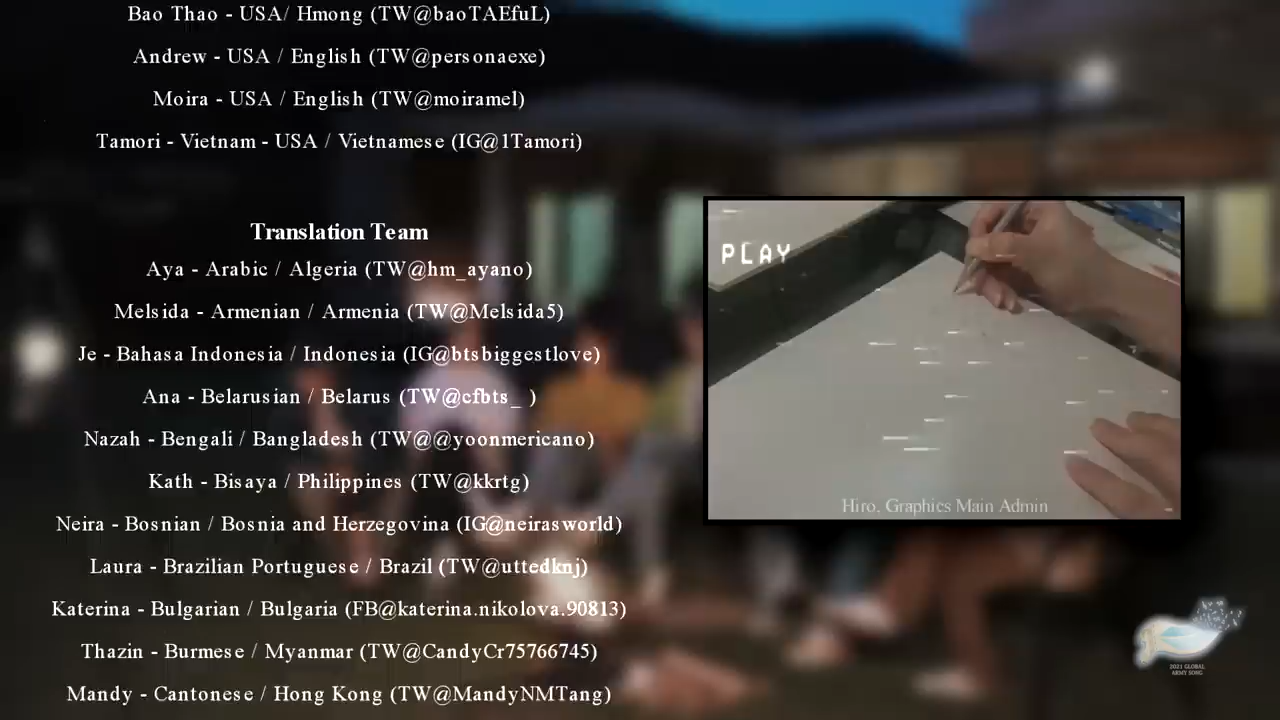 Bao Thao - USA/ Hmong (TW@baoTAEfuL)
Andrew - USA / English (TW@personaexe)
Moira - USA / English (TW@moiramel)
Tamori - Vietnam - USA / Vietnamese (IG@1Tamori)
Translation Team
Aya - Arabic / Algeria (TW@hm_ayano)
Melsida - Armenian / Armenia (TW@Melsida5)
Je - Bahasa Indonesia / Indonesia (IG@btsbiggestlove)
Ana - Belarusian / Belarus (TW@cfbts_ )
Nazah - Bengali / Bangladesh (TW@@yoonmericano)
Kath - Bisaya / Philippines (TW@kkrtg)
Neira - Bosnian / Bosnia and Herzegovina (IG@neirasworld)
Laura - Brazilian Portuguese / Brazil (TW@uttedknj)
Katerina - Bulgarian / Bulgaria (FB@katerina.nikolova.90813)
Thazin - Burmese / Myanmar (TW@CandyCr75766745)
Mandy - Cantonese / Hong Kong (TW@MandyNMTang)
PLAY
Hiro, Graphics Main Admin
2021 GLOBAL
ARMY SONG